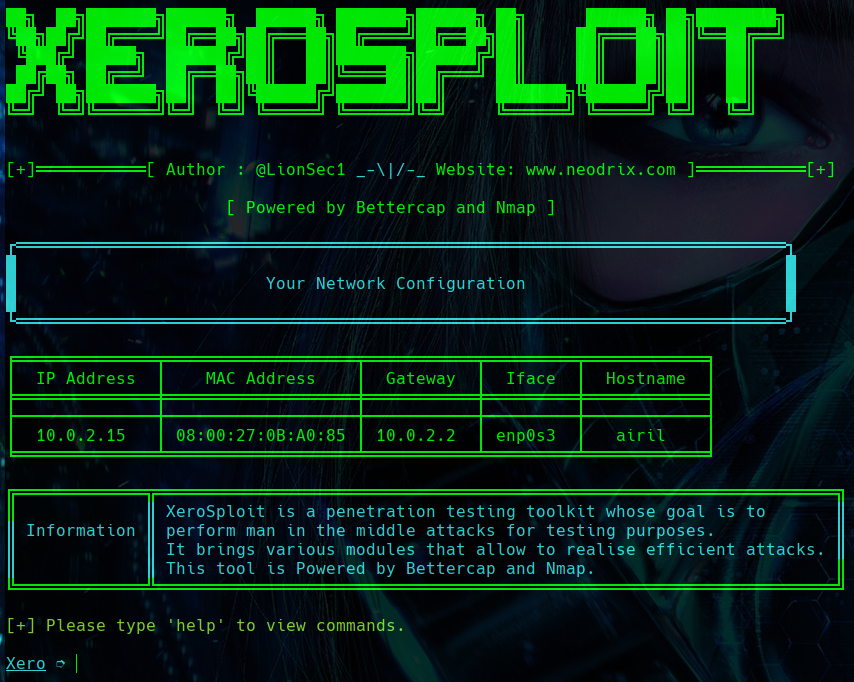 XEROSPLOIT
[+]═══════════[ Author : @LionSec1 _-\|/-_ Website: www.neodrix.com ]═══════════[+]
[ Powered by Bettercap and Nmap ]
Your Network Configuration
IP Address MAC Address Gateway Iface Hostname
10.0.2.15 08:00:27:0B:A0:85 10.0.2.2 enp0s3 airil
XeroSploit is a penetration testing toolkit whose goal is to
Information perform man in the middle attacks for testing purposes.
It brings various modules that allow to realise efficient attacks.
This tool is Powered by Bettercap and Nmap.
[+] Please type 'help' to view commands.
Xero ➮